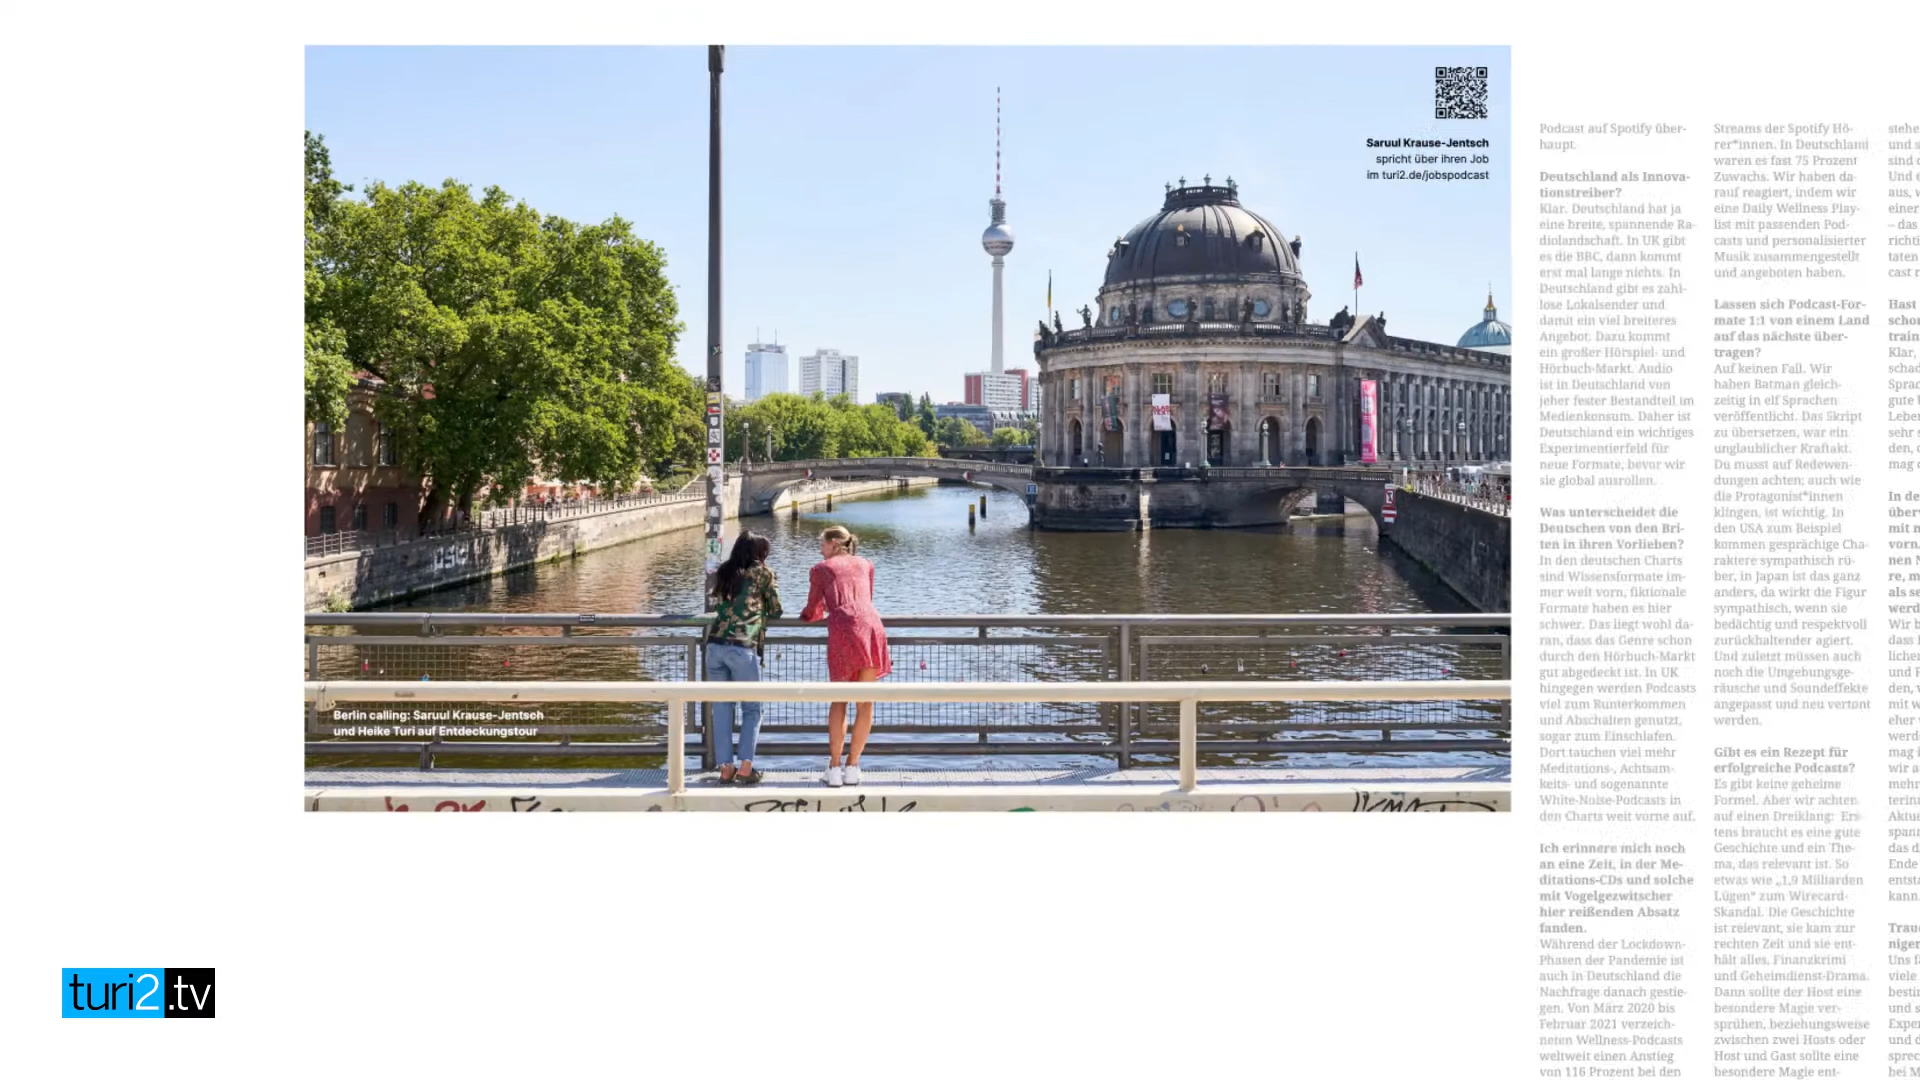 Saruul Krause-Jentsch
spricht über ihren Job
im turi2.de/jobspodcast
Berlin calling: Saruul Krause-Jentsch
und Heike Turi auf Entdeckungstour
turi2.tv
Podcast auf Spotify über-
haupt.
Deutschland als Innova-
tionstreiber?
Klar. Deutschland hat ja
eine breite, spannende Ra-
diolandschaft. In UK gibt
es die BBC, dann kommt
erst mal lange nichts. In
Deutschland gibt es zahl-
lose Lokalsender und
damit ein viel breiteres
Angebot. Dazu kommt
ein großer Hörspiel- und
Hörbuch-Markt. Audio
ist in Deutschland von
jeher fester Bestandteil im
Medienkonsum. Daher ist
Deutschland ein wichtiges
Experimentierfeld für
neue Formate, bevor wir
sie global ausrollen.
Was unterscheidet die
Deutschen von den Bri-
ten in ihren Vorlieben?
In den deutschen Charts
sind Wissensformate im-
mer weit vorn, fiktionale
Formate haben es hier
schwer. Das liegt wohl da-
ran, dass das Genre schon
durch den Hörbuch-Markt
gut abgedeckt ist. In UK
hingegen werden Podcasts
viel zum Runterkommen
und Abschalten genutzt,
sogar zum Einschlafen.
Dort tauchen viel mehr
Meditations-, Achtsam-
keits- und sogenannte
White-Noise-Podcasts in
den Charts weit vorne auf.
Ich erinnere mich noch
an eine Zeit, in der Me-
ditations-CDs und solche
mit Vogelgezwitscher
hier reißenden Absatz
fanden.
Während der Lockdown-
Phasen der Pandemie ist
auch in Deutschland die
Nachfrage danach gestie-
gen. Von März 2020 bis
Februar 2021 verzeich-
neten Wellness-Podcasts
weltweit einen Anstieg
von 116 Prozent bei den
Streams der Spotify Hö-
rer*innen. In Deutschland
waren es fast 75 Prozent
Zuwachs. Wir haben da-
rauf reagiert, indem wir
eine Daily Wellness Play-
list mit passenden Pod-
casts und personalisierter
Musik zusammengestellt
und angeboten haben.
Lassen sich Podcast-For-
mate 1:1 von einem Land
auf das nächste über-
tragen?
Auf keinen Fall. Wir
haben Batman gleich-
zeitig in elf Sprachen
veröffentlicht. Das Skript
zu übersetzen, war ein
unglaublicher Kraftakt.
Du musst auf Redewen-
dungen achten; auch wie
die Protagonist*innen
klingen, ist wichtig. In
den USA zum Beispiel
kommen gesprächige Cha-
raktere sympathisch rü-
ber, in Japan ist das ganz
anders, da wirkt die Figur
sympathisch, wenn sie
bedächtig und respektvoll
zurückhaltender agiert.
Und zuletzt müssen auch
noch die Umgebungsge-
räusche und Soundeffekte
angepasst und neu vertont
werden.
Gibt es ein Rezept für
erfolgreiche Podcasts?
Es gibt keine geheime
Formel. Aber wir achten
auf einen Dreiklang: Ers-
tens braucht es eine gute
Geschichte und ein The-
ma, das relevant ist. So
etwas wie „1,9 Milliarden
Lügen“ zum Wirecard-
Skandal. Die Geschichte
ist relevant, sie kam zur
rechten Zeit und sie ent-
hält alles, Finanzkrimi
und Geheimdienst-Drama.
Dann sollte der Host eine
besondere Magie ver-
sprühen, beziehungsweise
zwischen zwei Hosts oder
Host und Gast sollte eine
besondere Magie ent-